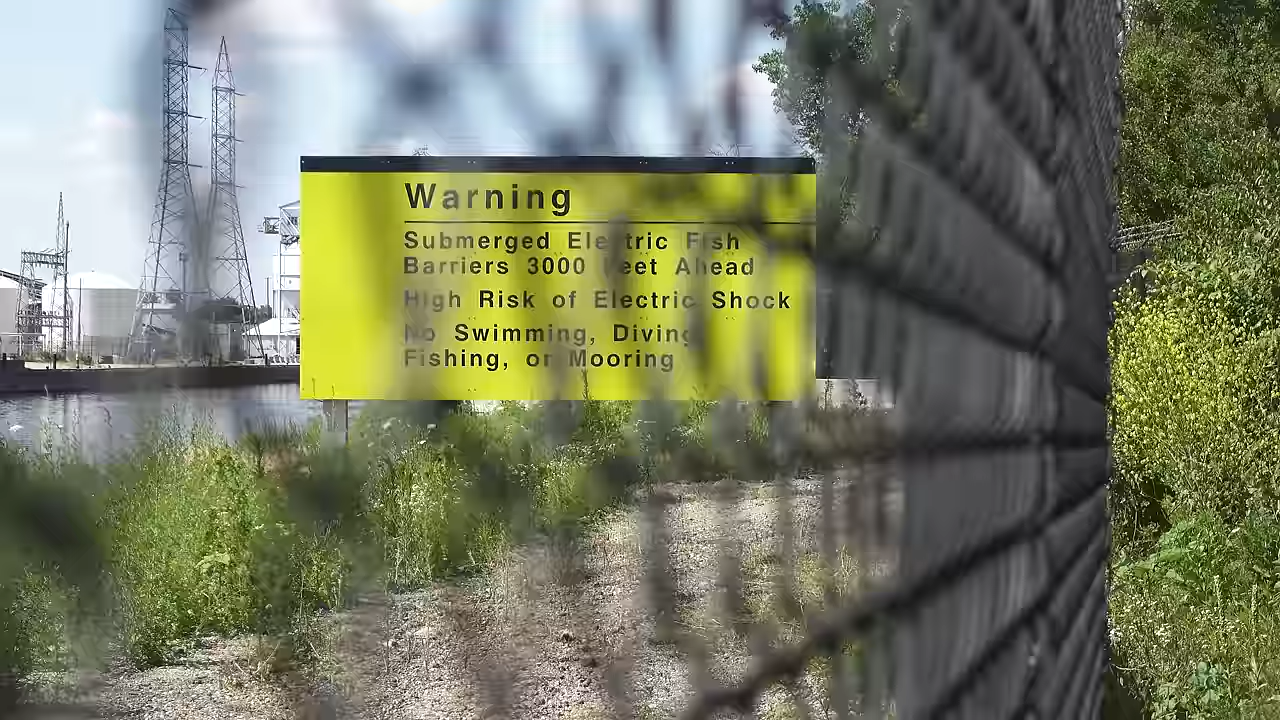 Warning
Submerged Electric Fish
Barriers 3000 Feet Ahead
High Risk of Electric Shock
No Swimming, Diving
Fishing, or Mooring